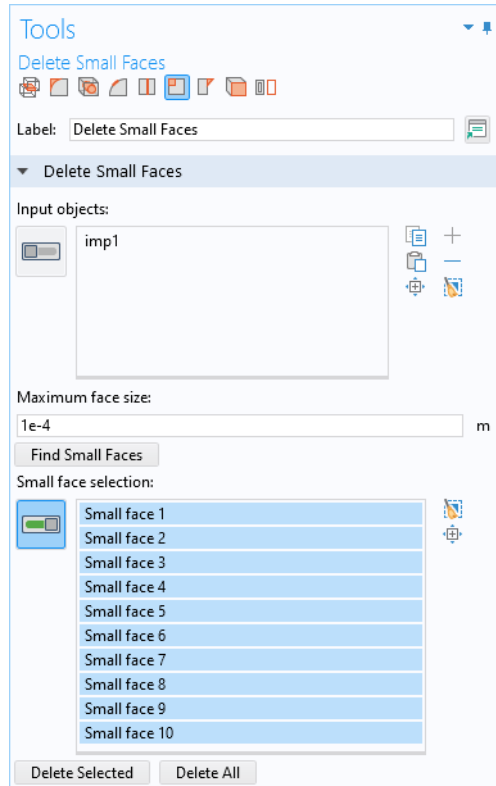 Tools
Delete Small Faces
Label: Delete Small Faces
Delete Small Faces
Input objects:
imp1
Maximum face size:
1e-4 m
Find Small Faces
Small face selection:
Small face 1
Small face 2
Small face 3
Small face 4
Small face 5
Small face 6
Small face 7
Small face 8
Small face 9
Small face 10
Delete Selected Delete All